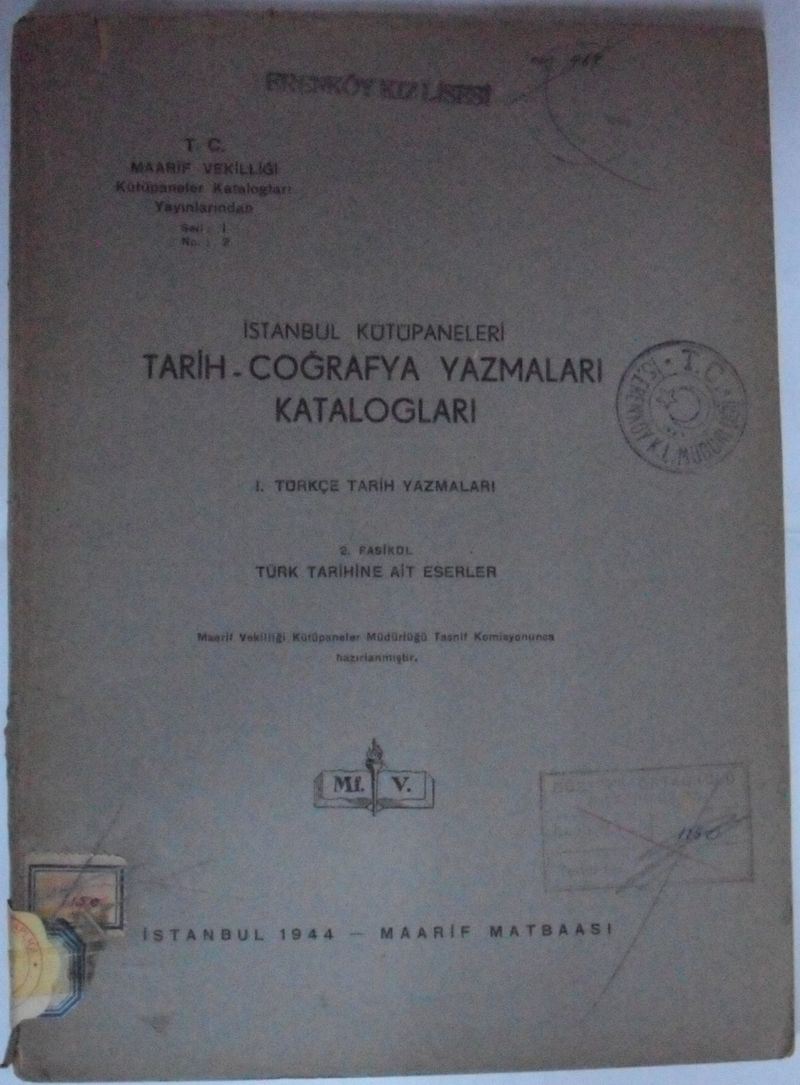 ERENKÖY KIZ LİSESİ
T. C.
MAARİF VEKİLLİĞİ
Kütüpaneler Katalogları
Yayınlarından
Seri : I
No. : 2
İSTANBUL KÜTÜPANELERİ
TARİH - COĞRAFYA YAZMALARI
KATALOGLARI
T. C.
I. TÜRKÇE TARİH YAZMALARI
2. FASİKÜL
TÜRK TARİHİNE AİT ESERLER
Maarif Vekilliği Kütüpaneler Müdürlüğü Tasnif Komisyonunca
hazırlanmıştır.
Mf. V.
1150
150
İSTANBUL 1944 — MAARİF MATBAASI